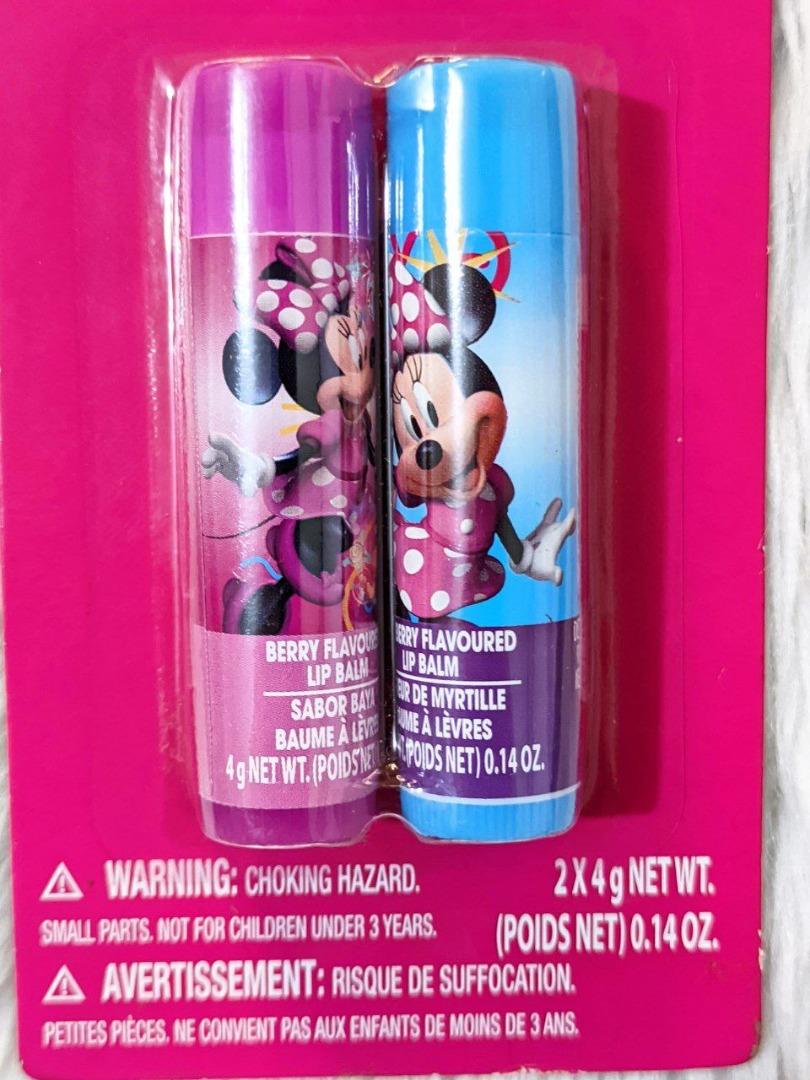 BERRY FLAVOURE
LIP BALM
SABOR BAYA
BAUME À LÈVRES
4 g NET WT. (POIDS NET
BERRY FLAVOURED
LIP BALM
EUR DE MYRTILLE
UME À LÈVRES
T. (POIDS NET) 0.14 OZ.
WARNING: CHOKING HAZARD.
SMALL PARTS. NOT FOR CHILDREN UNDER 3 YEARS.
2 X 4 g NET WT.
(POIDS NET) 0.14 OZ.
AVERTISSEMENT: RISQUE DE SUFFOCATION.
PETITES PIÈCES. NE CONVIENT PAS AUX ENFANTS DE MOINS DE 3 ANS.